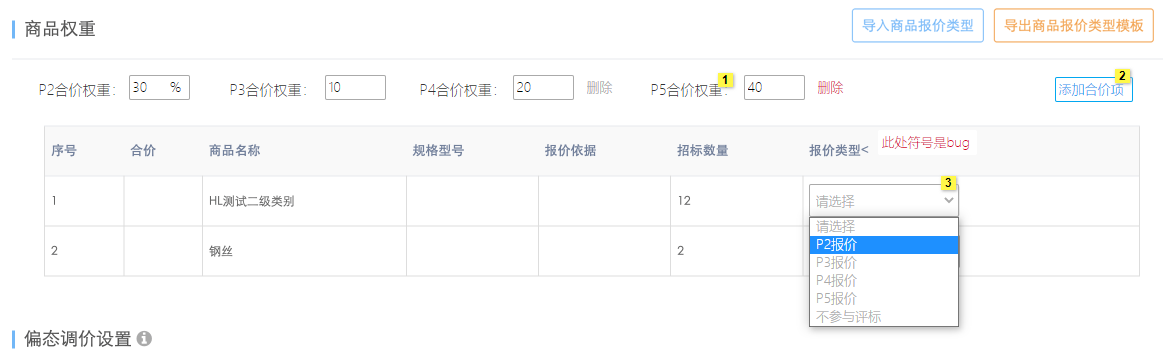 商品权重 导入商品报价类型 导出商品报价类型模板
P2合价权重: 30 % P3合价权重: 10 P4合价权重: 20 删除 P5合价权重: 1 40 删除 添加合价项 2
序号 合价 商品名称 规格型号 报价依据 招标数量 报价类型< 此处符号是bug
1 HL测试二级类别 12 请选择 3
请选择
2 钢丝 2 P2报价
P3报价
P4报价
P5报价
不参与评标
偏态调价设置